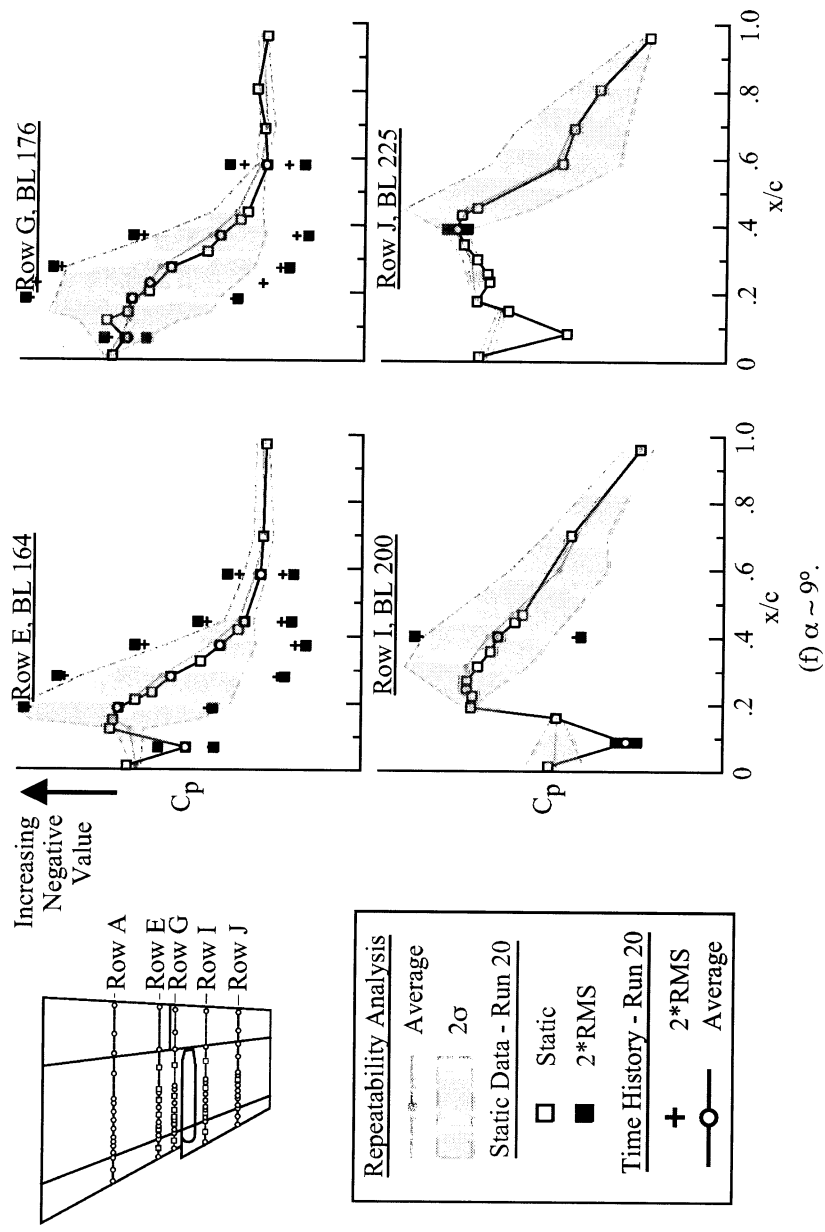 Increasing
Negative
Value
Row A
Row E
Row G
Row I
Row J
Repeatability Analysis
Average
2σ
Static Data - Run 20
Static
2*RMS
Time History - Run 20
2*RMS
Average
Row E, BL 164
Cp
Row G, BL 176
Row I, BL 200
Cp
0 .2 .4 .6 .8 1.0
x/c
Row J, BL 225
0 .2 .4 .6 .8 1.0
x/c
(f) α ~ 9°.